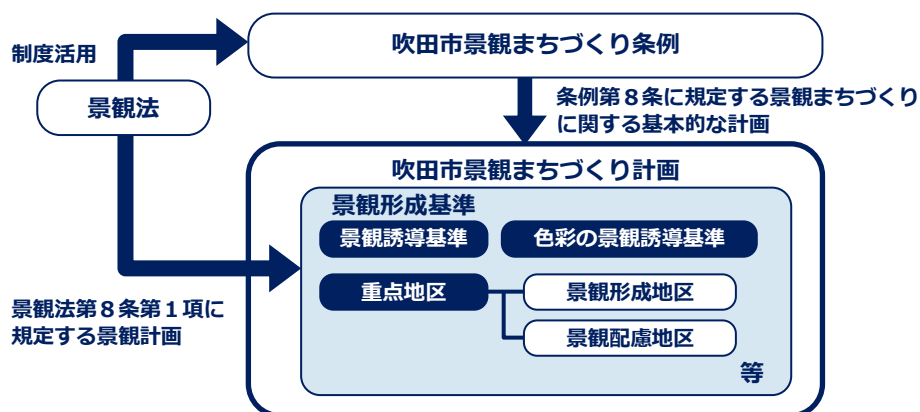 吹田市景観まちづくり条例
制度活用
景観法
条例第８条に規定する景観まちづくり
に関する基本的な計画
吹田市景観まちづくり計画
景観形成基準
景観誘導基準
色彩の景観誘導基準
重点地区
景観形成地区
景観配慮地区
等
景観法第８条第１項に
規定する景観計画